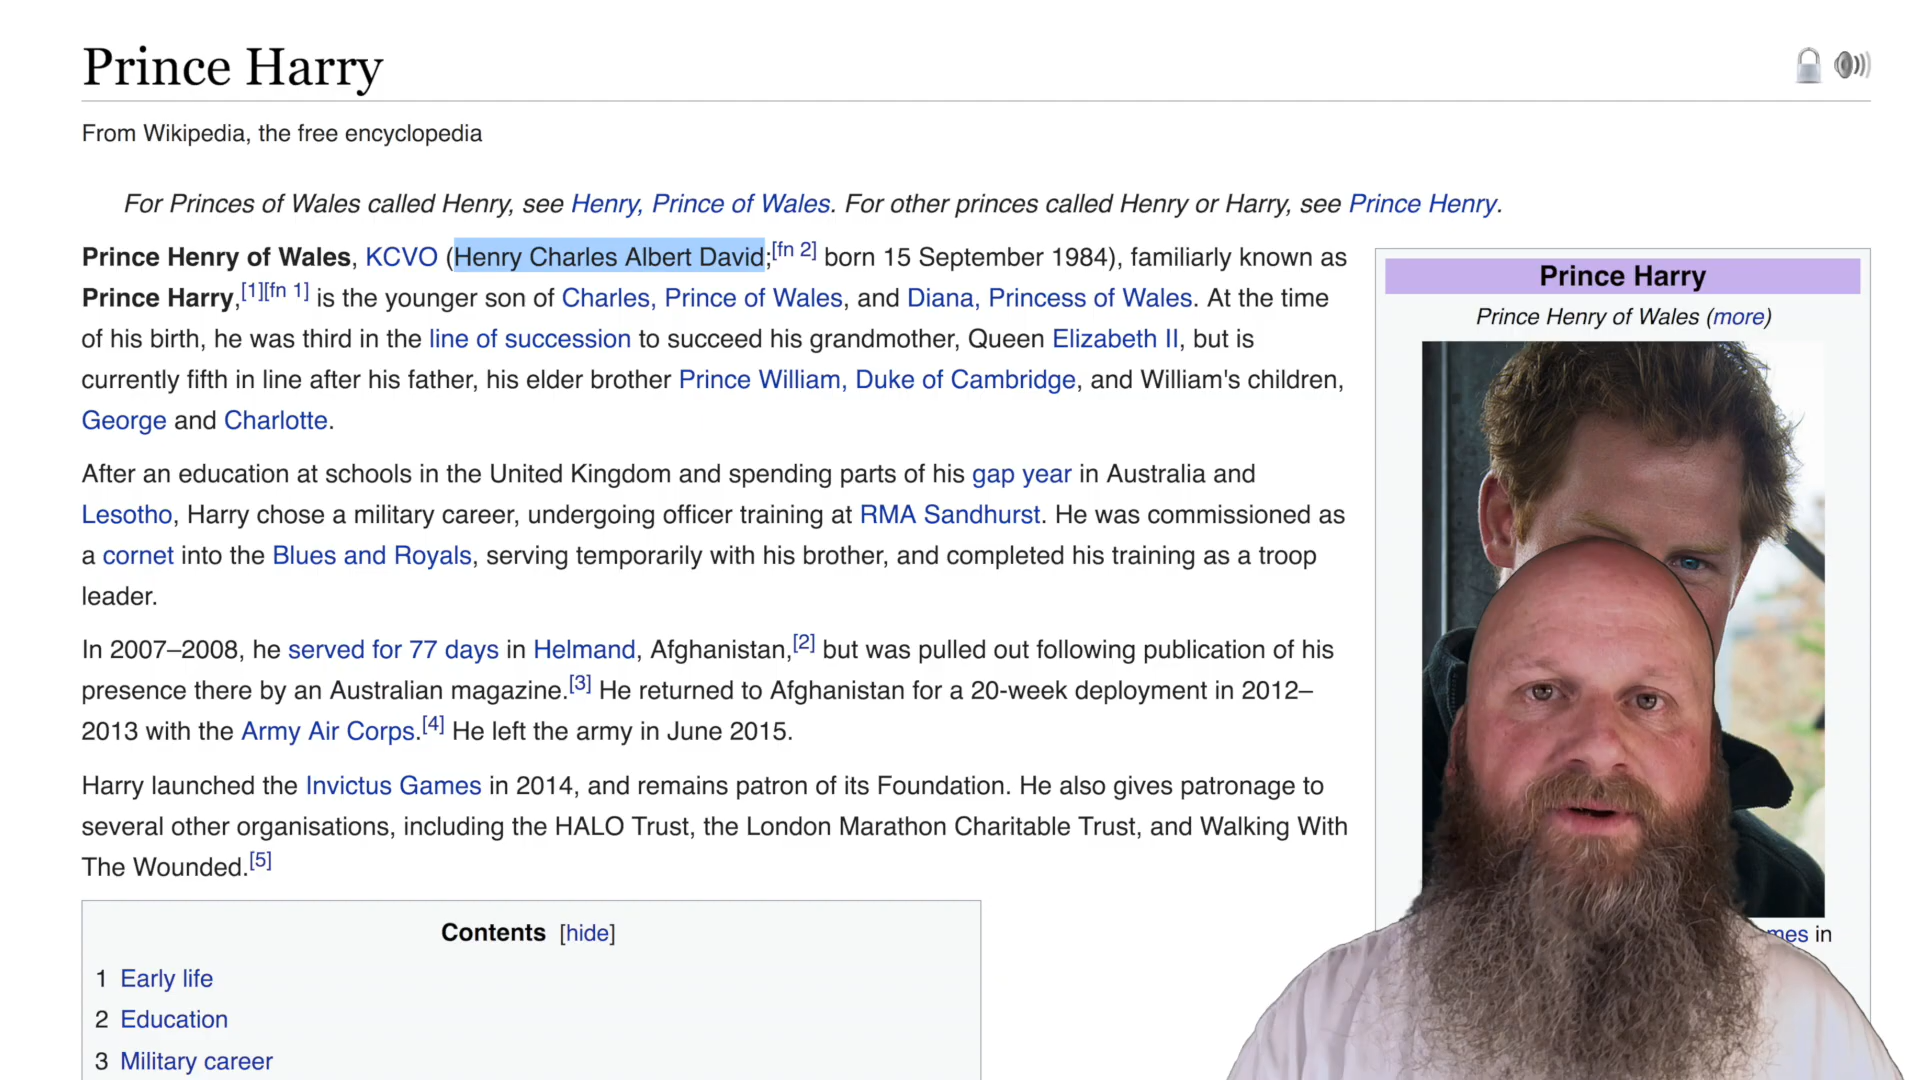 Prince Harry
From Wikipedia, the free encyclopedia
For Princes of Wales called Henry, see Henry, Prince of Wales. For other princes called Henry or Harry, see Prince Henry.
Prince Henry of Wales, KCVO (Henry Charles Albert David;[fn 2] born 15 September 1984), familiarly known as
Prince Harry,[1][fn 1] is the younger son of Charles, Prince of Wales, and Diana, Princess of Wales. At the time
of his birth, he was third in the line of succession to succeed his grandmother, Queen Elizabeth II, but is
currently fifth in line after his father, his elder brother Prince William, Duke of Cambridge, and William's children,
George and Charlotte.
After an education at schools in the United Kingdom and spending parts of his gap year in Australia and
Lesotho, Harry chose a military career, undergoing officer training at RMA Sandhurst. He was commissioned as
a cornet into the Blues and Royals, serving temporarily with his brother, and completed his training as a troop
leader.
In 2007–2008, he served for 77 days in Helmand, Afghanistan,[2] but was pulled out following publication of his
presence there by an Australian magazine.[3] He returned to Afghanistan for a 20-week deployment in 2012–
2013 with the Army Air Corps.[4] He left the army in June 2015.
Harry launched the Invictus Games in 2014, and remains patron of its Foundation. He also gives patronage to
several other organisations, including the HALO Trust, the London Marathon Charitable Trust, and Walking With
The Wounded.[5]
Contents [hide]
1 Early life
2 Education
3 Military career
Prince Harry
Prince Henry of Wales (more)
in